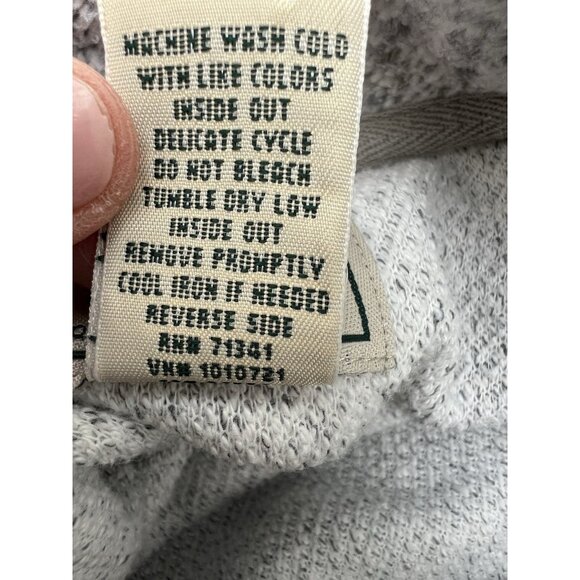 MACHINE WASH COLD
WITH LIKE COLORS
INSIDE OUT
DELICATE CYCLE
DO NOT BLEACH
TUMBLE DRY LOW
INSIDE OUT
REMOVE PROMPTLY
COOL IRON IF NEEDED
REVERSE SIDE
RN# 71341
VN# 1010721